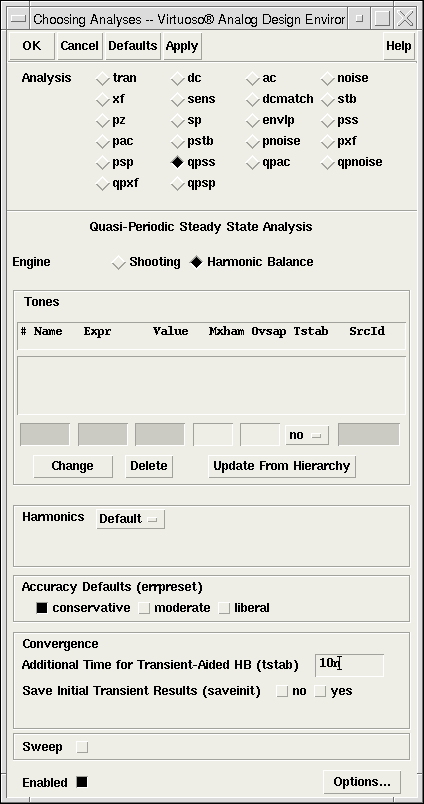 Choosing Analyses -- Virtuoso® Analog Design Enviror
OK Cancel Defaults Apply Help
Analysis tran dc ac noise
xf sens dcmatch stb
pz sp envlp pss
pac pstb pnoise pxf
psp qpss qpac qpnoise
qpxf qpsp
Quasi-Periodic Steady State Analysis
Engine Shooting Harmonic Balance
Tones
# Name Expr Value Mxham Ovsap Tstab SrcId
no
Change Delete Update From Hierarchy
Harmonics Default
Accuracy Defaults (errpreset)
conservative moderate liberal
Convergence
Additional Time for Transient-Aided HB (tstab) 10n
Save Initial Transient Results (saveinit) no yes
Sweep
Enabled Options...